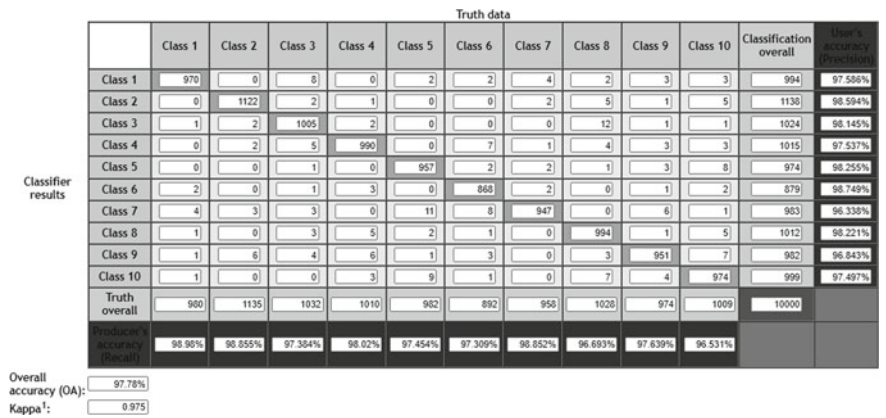 Truth data
Class 1 Class 2 Class 3 Class 4 Class 5 Class 6 Class 7 Class 8 Class 9 Class 10 Classification overall User's accuracy (Precision)
Class 1 970 0 8 0 2 2 4 2 3 3 994 97.586%
Class 2 0 1122 2 1 0 0 2 5 1 5 1138 98.594%
Class 3 1 2 1005 2 0 0 0 12 1 1 1024 98.145%
Class 4 0 2 5 990 0 7 1 4 3 3 1015 97.537%
Class 5 0 0 1 0 957 2 2 1 3 8 974 98.255%
Classifier results
Class 6 2 0 1 3 0 868 2 0 1 2 879 98.749%
Class 7 4 3 3 0 11 8 947 0 6 1 983 96.338%
Class 8 1 0 3 5 2 1 0 994 1 5 1012 98.221%
Class 9 1 6 4 6 1 3 0 3 951 7 982 96.843%
Class 10 1 0 0 3 9 1 0 7 4 974 999 97.497%
Truth overall 980 1135 1032 1010 982 892 958 1028 974 1009 10000
Producer's accuracy (Recall) 98.98% 98.855% 97.384% 98.02% 97.454% 97.309% 98.852% 96.693% 97.639% 96.531%
Overall accuracy (OA): 97.78%
Kappa¹: 0.975